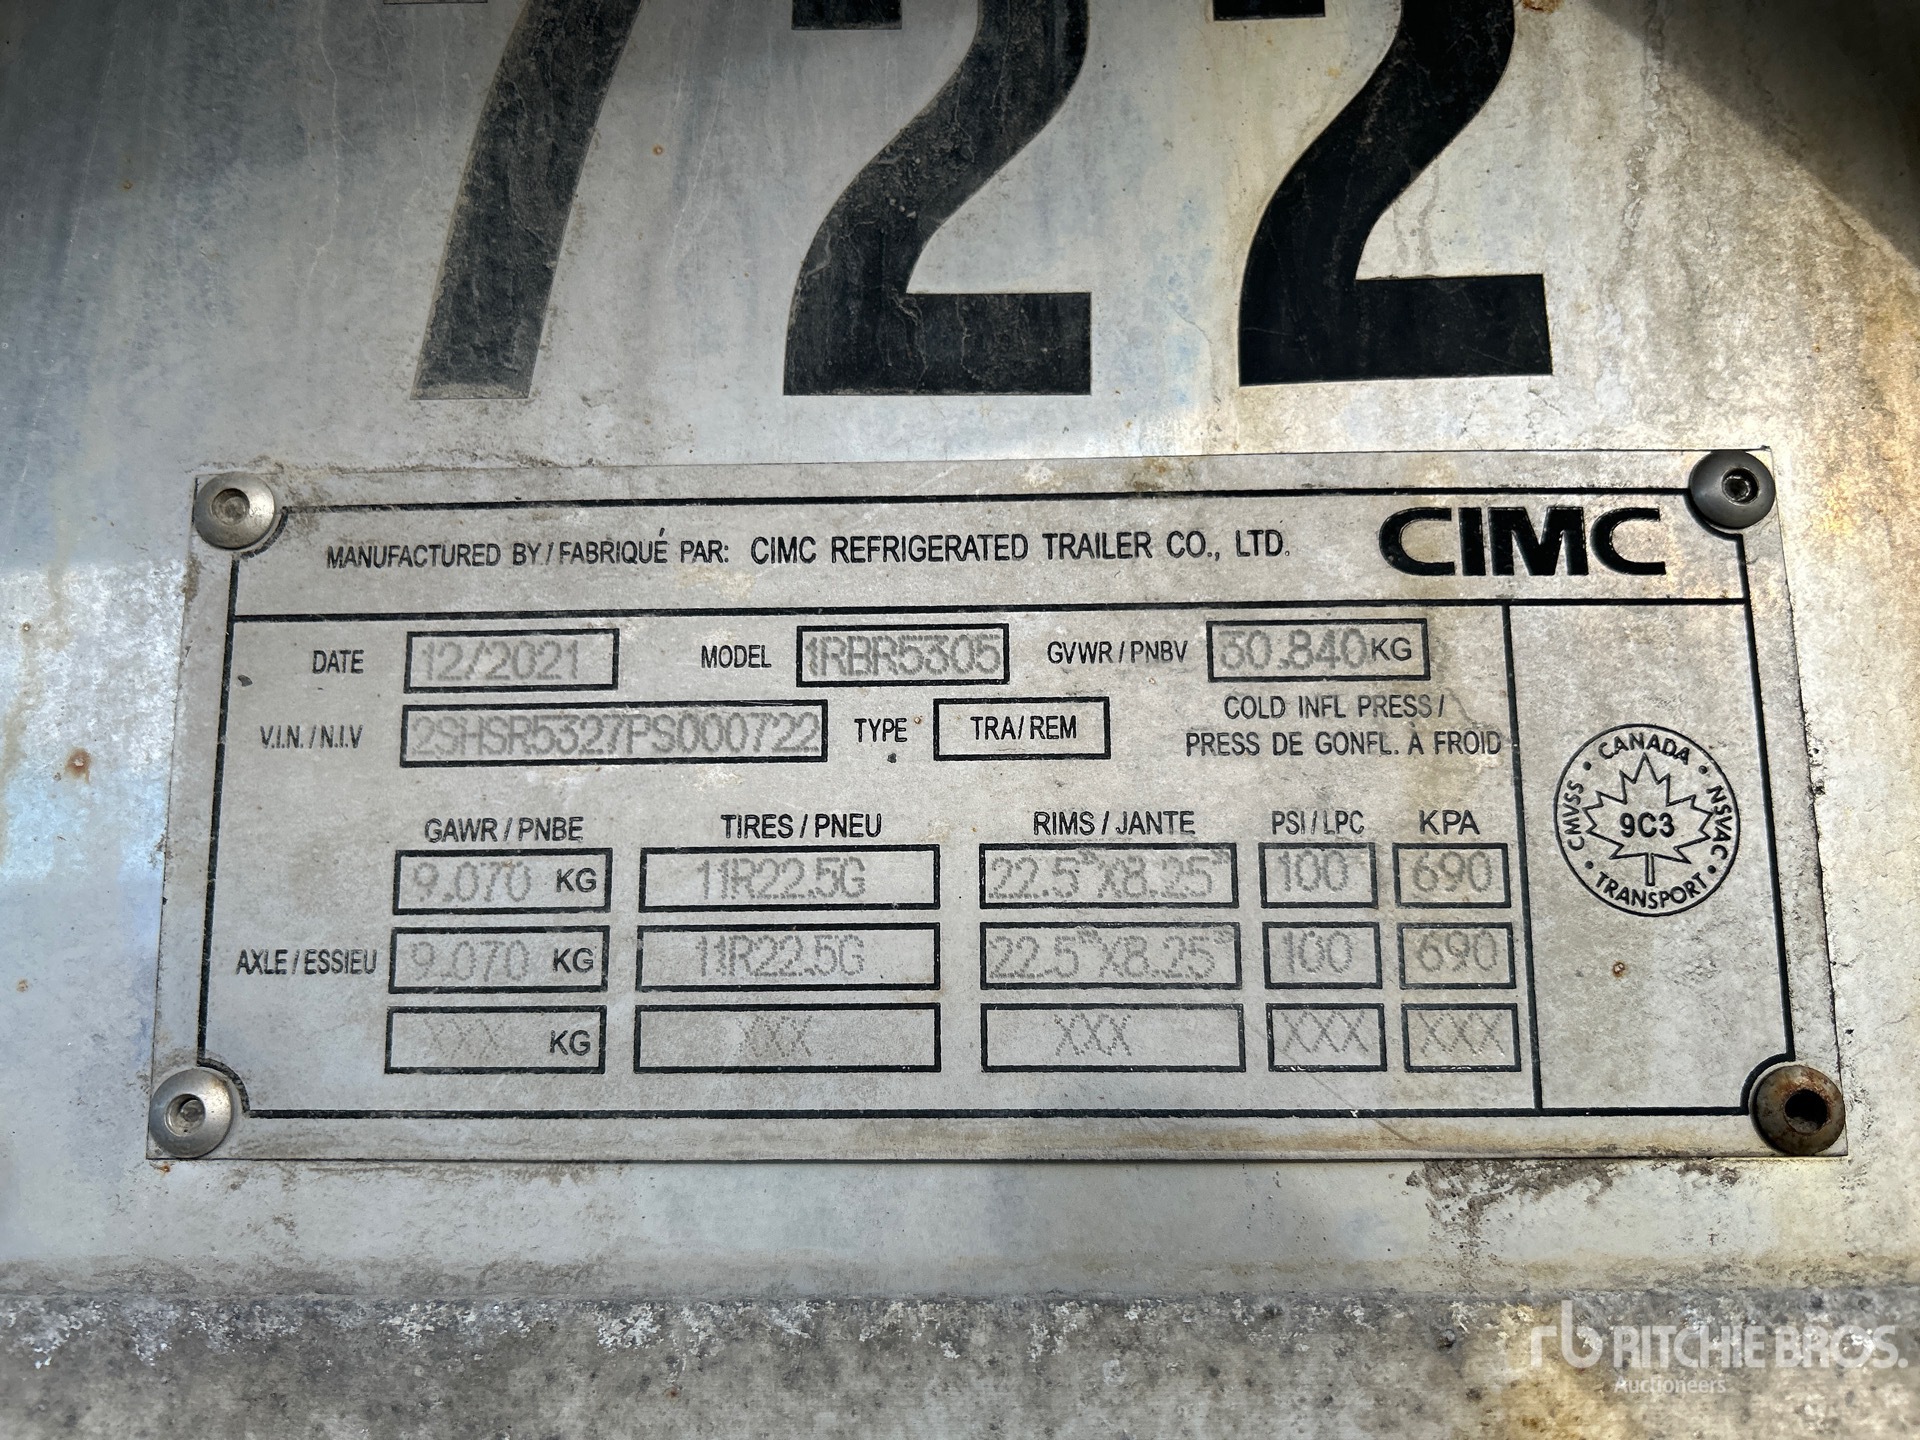 722
MANUFACTURED BY / FABRIQUÉ PAR: CIMC REFRIGERATED TRAILER CO., LTD. CIMC
DATE 12/2021 MODEL 1RBR5305 GVWR / PNBV 30.840 KG
V.I.N. / N.I.V 2SHSR5327PS000722 TYPE TRA/ REM COLD INFL PRESS /
PRESS DE GONFL. À FROID
GAWR / PNBE TIRES / PNEU RIMS / JANTE PSI / LPC KPA
9.070 KG 11R22.5G 22.5"X8.25" 100 690
AXLE / ESSIEU 9.070 KG 11R22.5G 22.5"X8.25" 100 690
XXX KG XXX XXX XXX XXX
CANADA
CMVSS • NSVAC
9C3
TRANSPORT
rb RITCHIE BROS.
Auctioneers